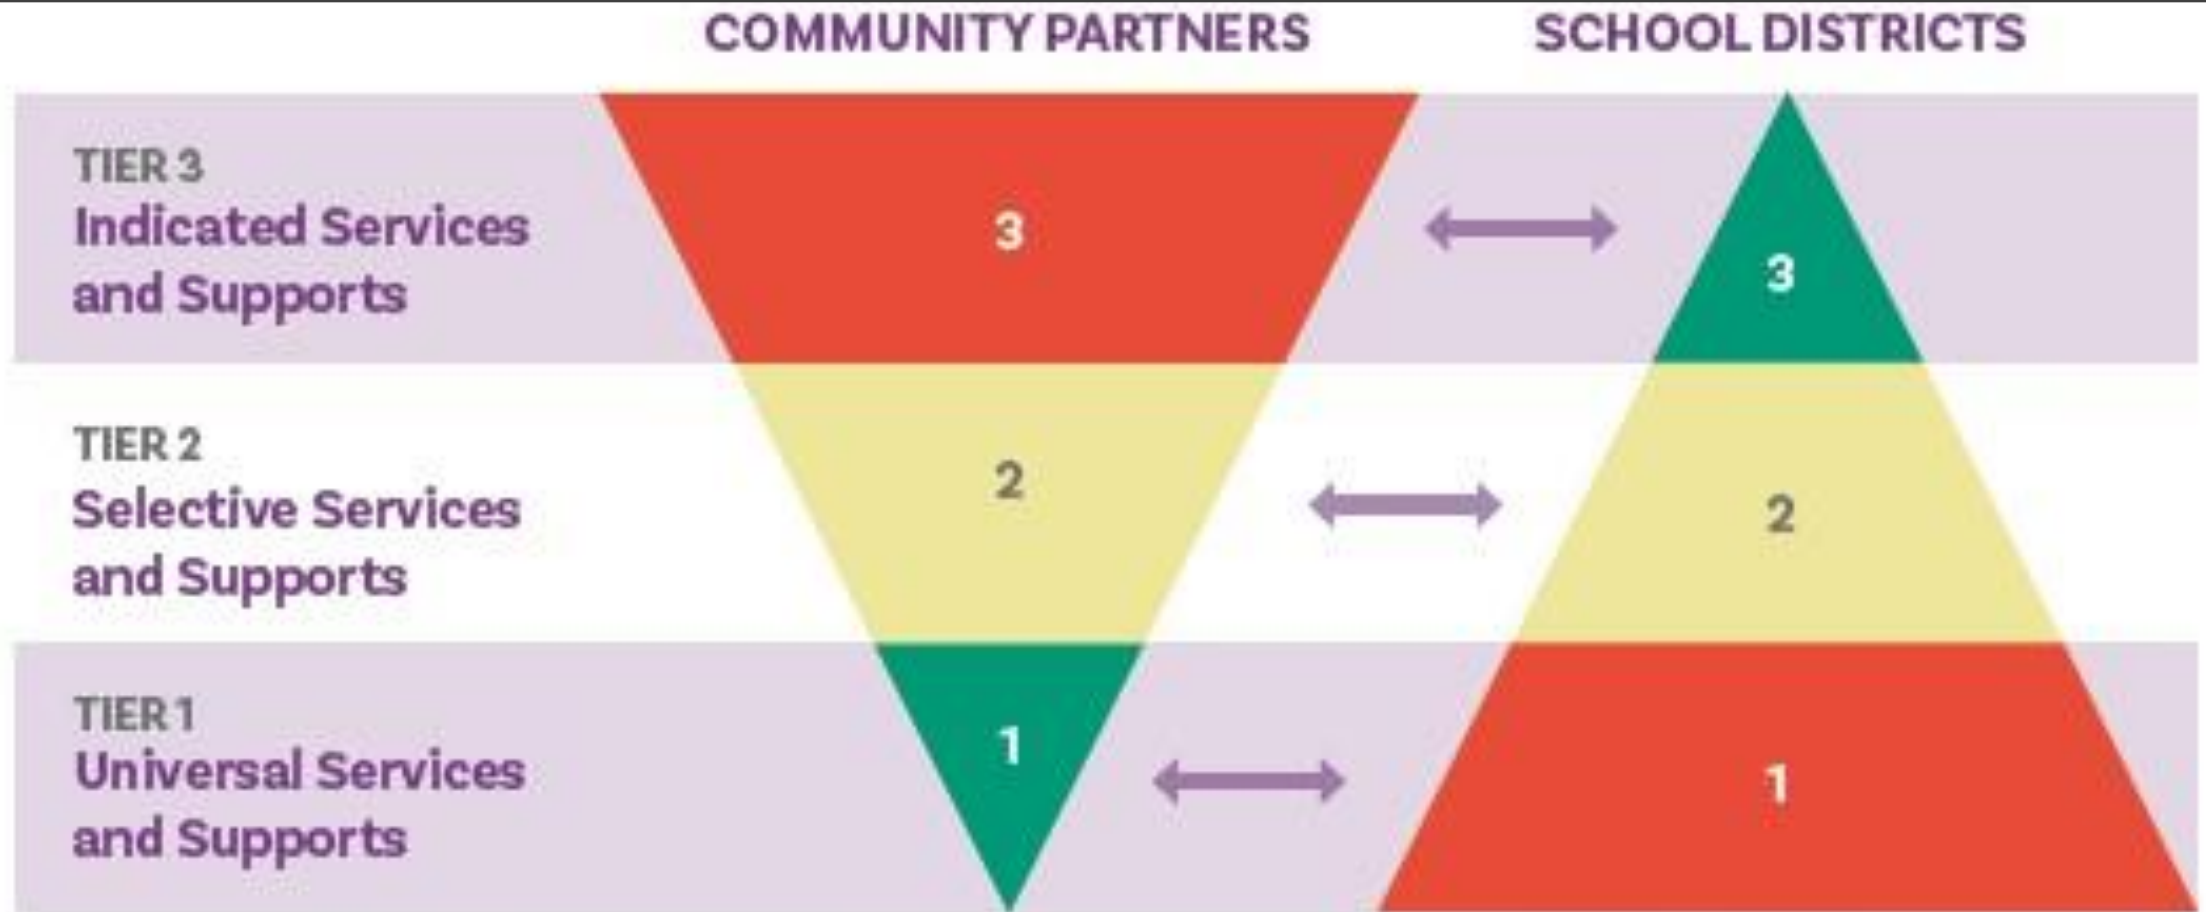 COMMUNITY PARTNERS
SCHOOL DISTRICTS
TIER 3
Indicated Services
and Supports
3
3
TIER 2
Selective Services
and Supports
2
2
TIER 1
Universal Services
and Supports
1
1